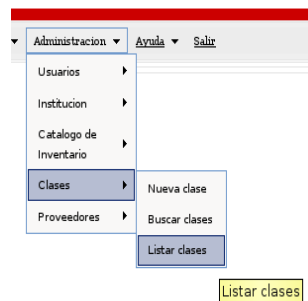 Administracion Ayuda Salir
Usuarios
Institucion
Catalogo de
Inventario
Clases
Proveedores
Nueva clase
Buscar clases
Listar clases
Listar clases